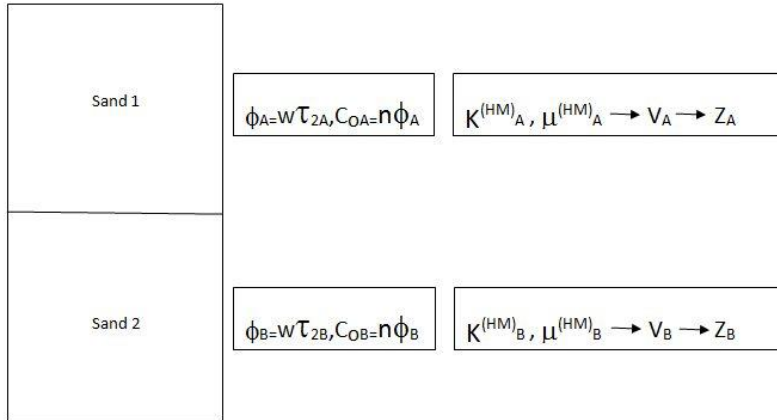 Sand 1
ϕA=wτ2A,COA=nϕA
K(HM)A , μ(HM)A → VA → ZA
Sand 2
ϕB=wτ2B,COB=nϕB
K(HM)B , μ(HM)B → VB → ZB